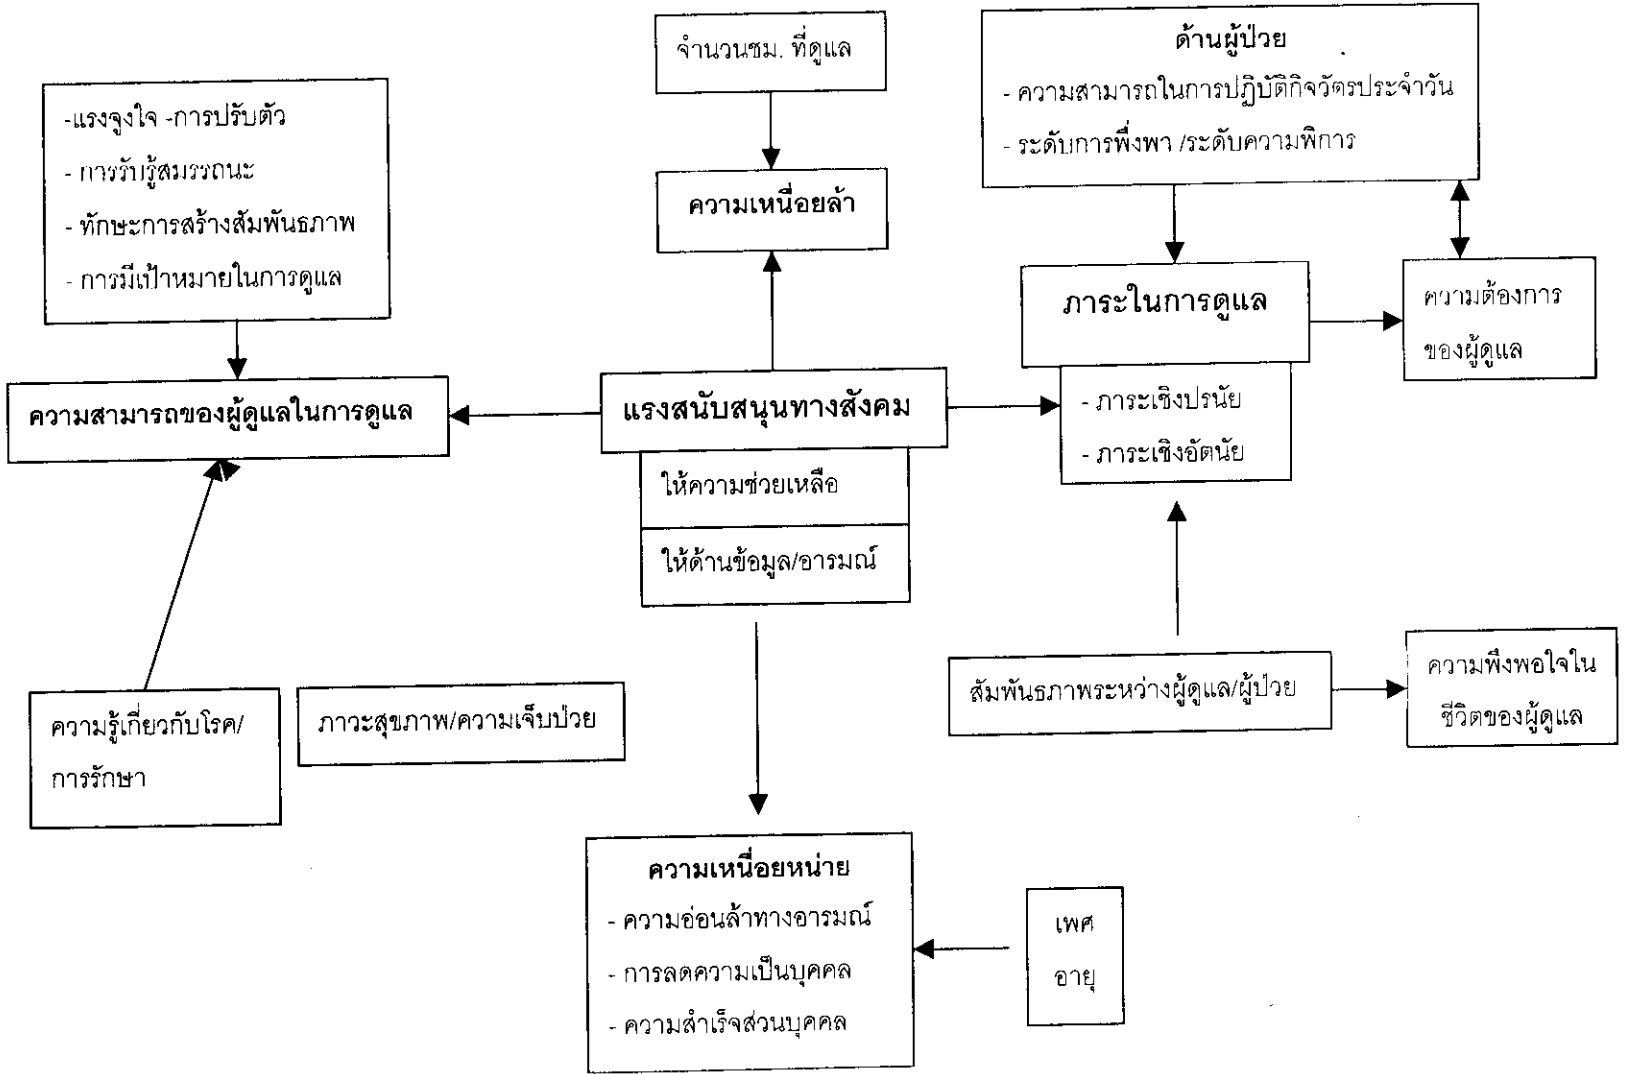 จำนวนชม. ที่ดูแล
ด้านผู้ป่วย
- ความสามารถในการปฏิบัติกิจวัตรประจำวัน
- ระดับการพึ่งพา /ระดับความพิการ
-แรงจูงใจ -การปรับตัว
- การรับรู้สมรรถนะ
- ทักษะการสร้างสัมพันธภาพ
- การมีเป้าหมายในการดูแล
ความเหนื่อยล้า
ภาระในการดูแล
ความต้องการ
ของผู้ดูแล
ความสามารถของผู้ดูแลในการดูแล
แรงสนับสนุนทางสังคม
- ภาระเชิงปรนัย
- ภาระเชิงอัตนัย
ให้ความช่วยเหลือ
ให้ด้านข้อมูล/อารมณ์
สัมพันธภาพระหว่างผู้ดูแล/ผู้ป่วย
ความพึงพอใจใน
ชีวิตของผู้ดูแล
ความรู้เกี่ยวกับโรค/
การรักษา
ภาวะสุขภาพ/ความเจ็บป่วย
ความเหนื่อยหน่าย
- ความอ่อนล้าทางอารมณ์
- การลดความเป็นบุคคล
- ความสำเร็จส่วนบุคคล
เพศ
อายุ